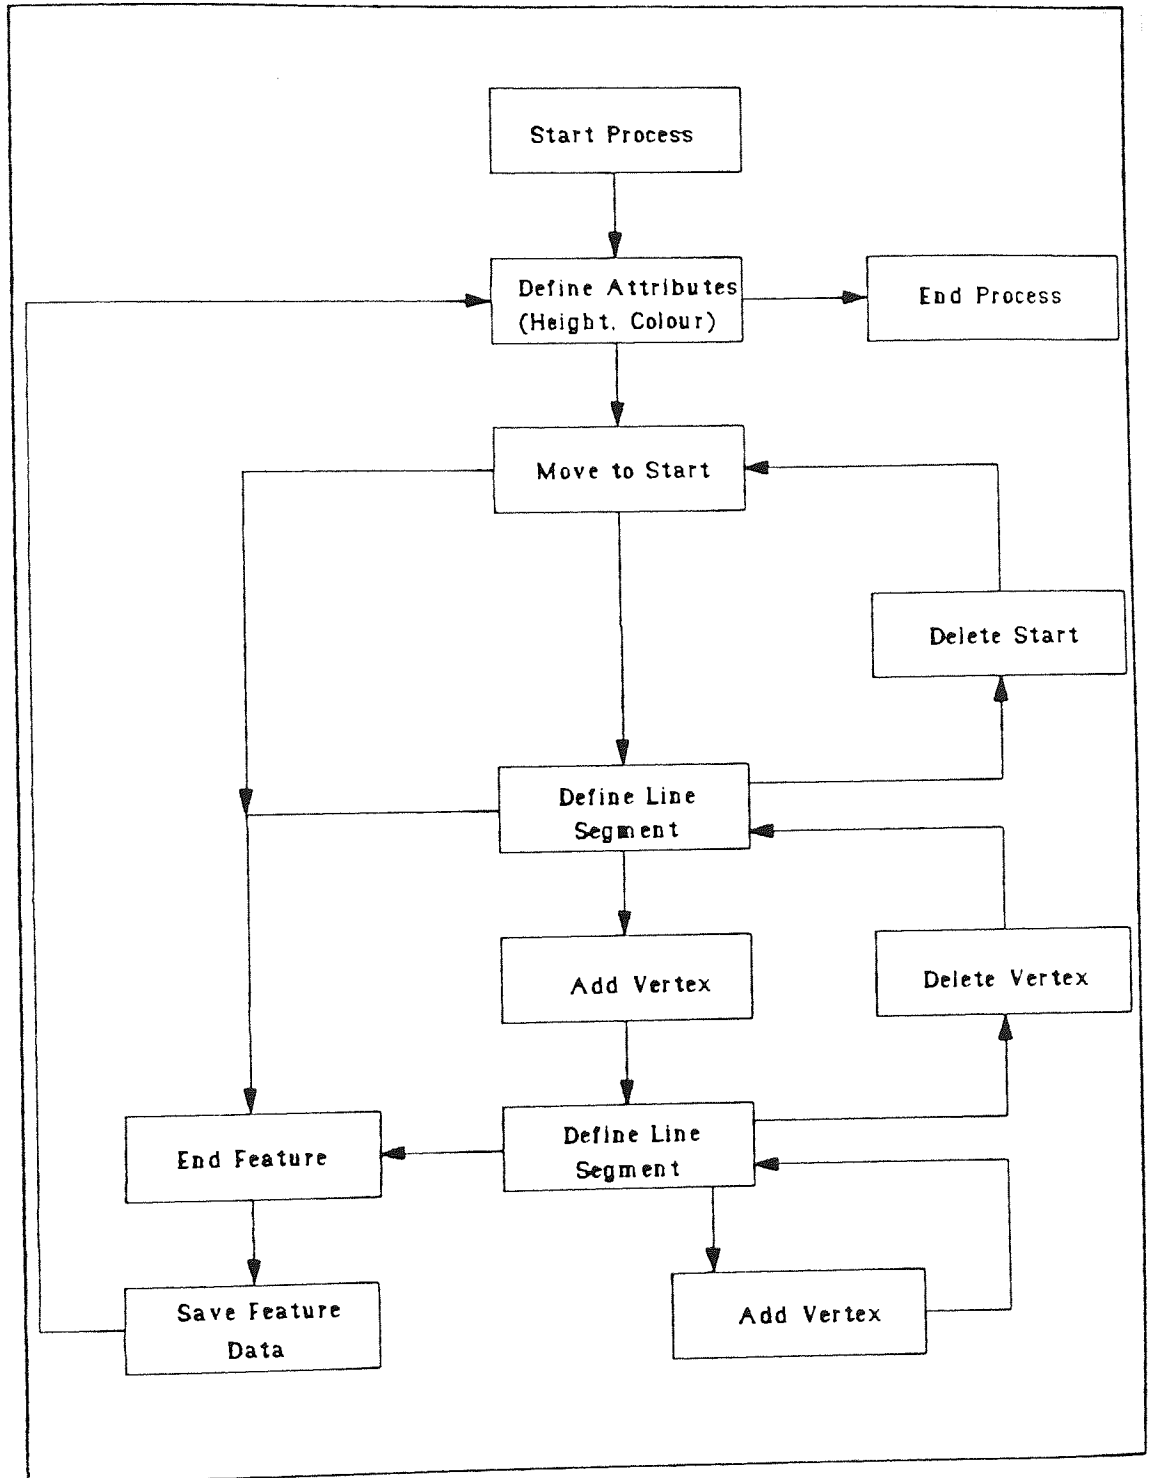 Start Process
Define Attributes
(Height, Colour)
End Process
Move to Start
Delete Start
Define Line
Segment
Add Vertex
Delete Vertex
End Feature
Define Line
Segment
Save Feature
Data
Add Vertex